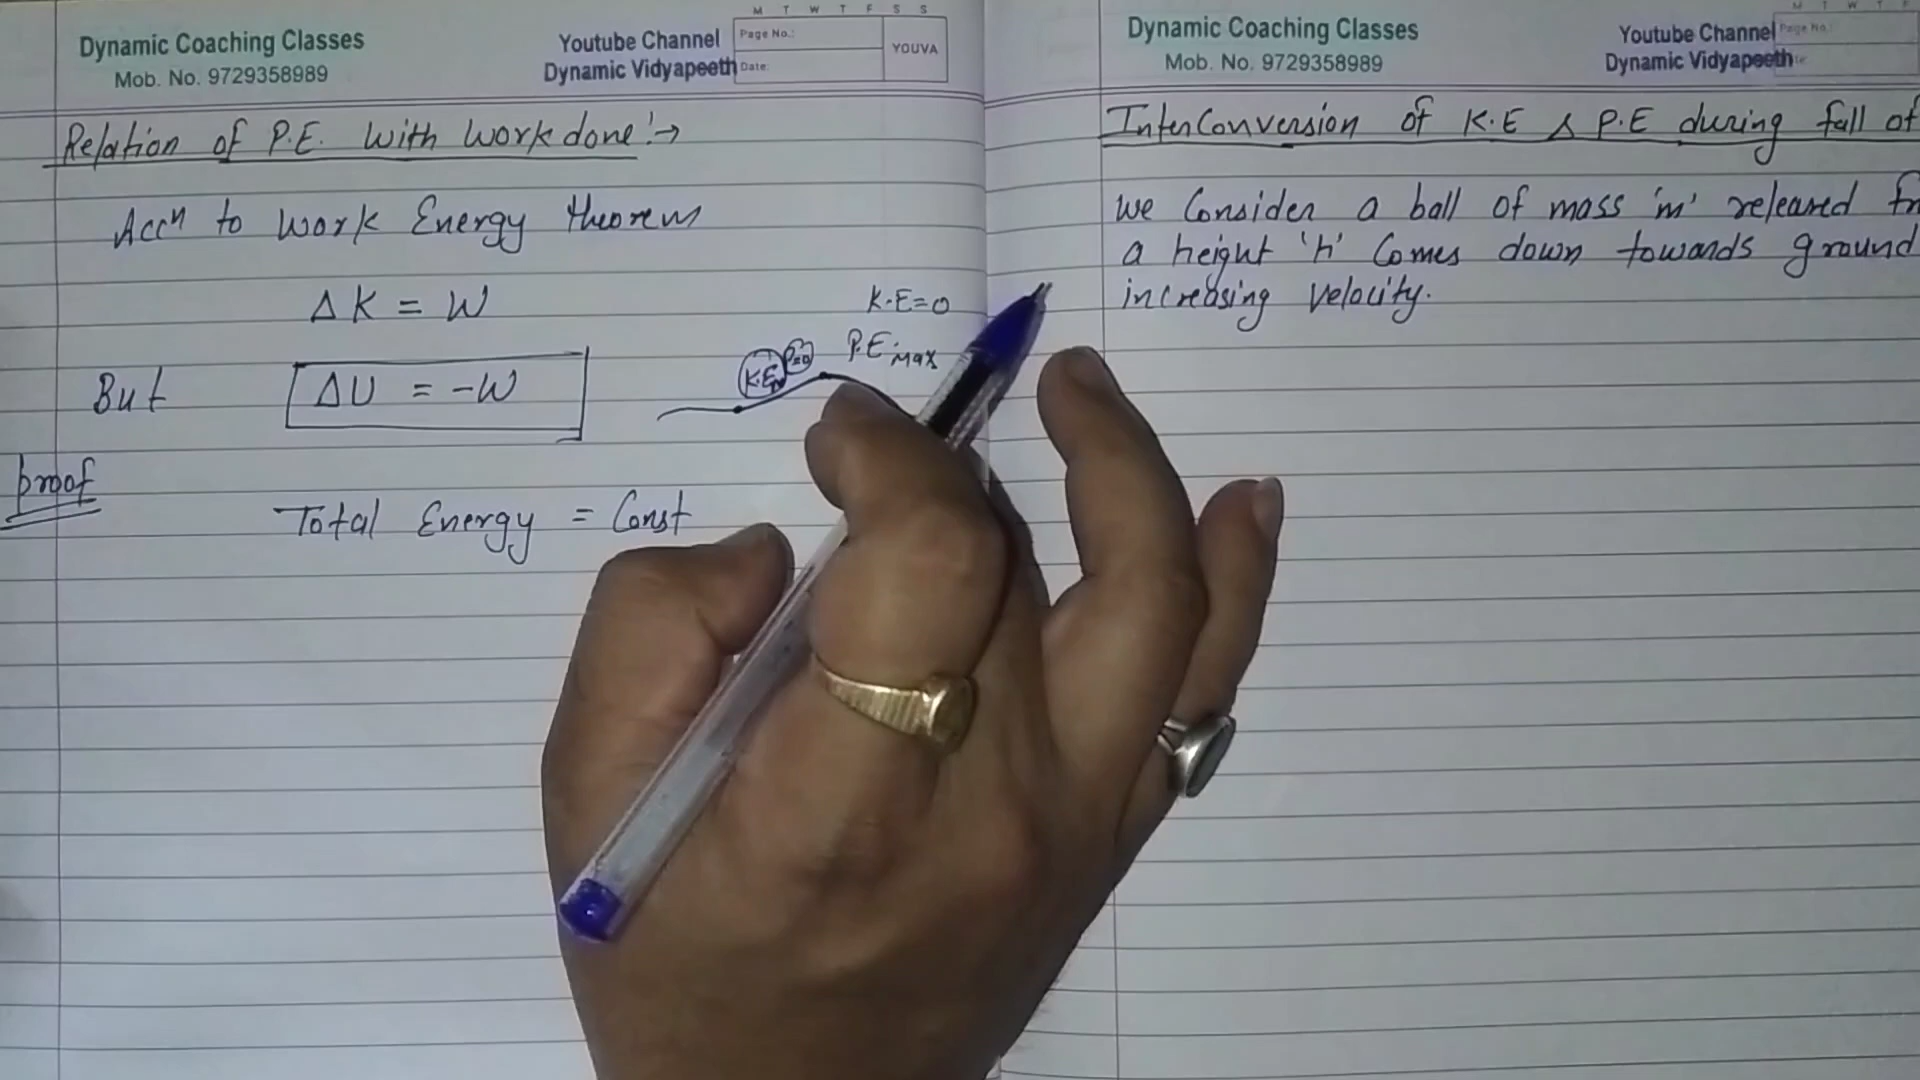 Dynamic Coaching Classes
Mob. No. 9729358989
Youtube Channel
Dynamic Vidyapeeth
M T W T F S S
Page No.:
Date:
YOUVA
Relation of P.E. With Work done :→
Accⁿ to Work Energy theorem
ΔK = W
But ΔU = -W
K.E=0
P.E max
K.E
P=0
proof
Total Energy = Const
Dynamic Coaching Classes
Mob. No. 9729358989
Youtube Channel
Dynamic Vidyapeeth
M T W T F
Page No.:
InterConversion of K.E & P.E during fall of
We Consider a ball of mass 'm' released
a height 'h' Comes down towards ground
increasing Velocity.